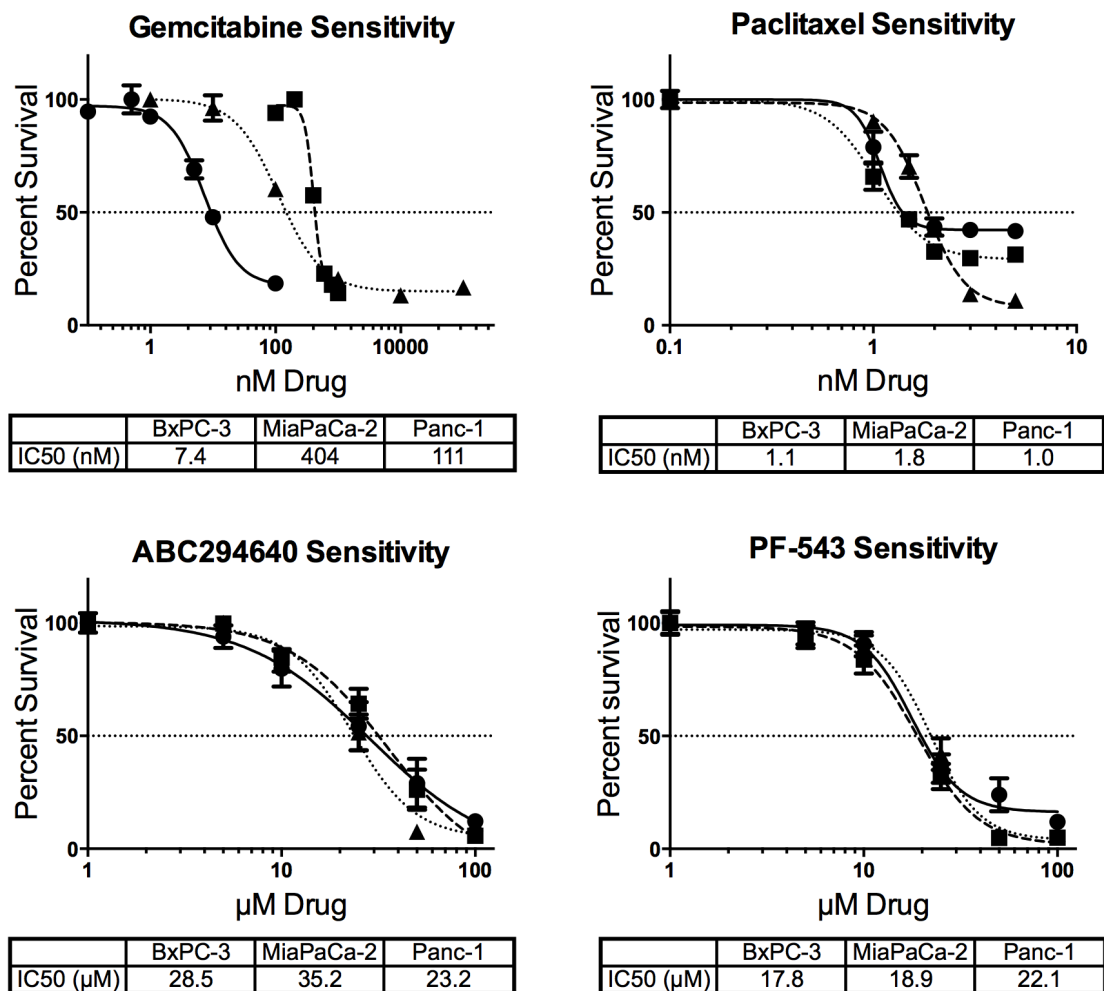 Gemcitabine Sensitivity
Percent Survival
100
50
0
1 100 10000
nM Drug
BxPC-3 MiaPaCa-2 Panc-1
IC50 (nM) 7.4 404 111
Paclitaxel Sensitivity
Percent Survival
100
50
0
0.1 1 10
nM Drug
BxPC-3 MiaPaCa-2 Panc-1
IC50 (nM) 1.1 1.8 1.0
ABC294640 Sensitivity
Percent Survival
100
50
0
1 10 100
µM Drug
BxPC-3 MiaPaCa-2 Panc-1
IC50 (µM) 28.5 35.2 23.2
PF-543 Sensitivity
Percent survival
100
50
0
1 10 100
µM Drug
BxPC-3 MiaPaCa-2 Panc-1
IC50 (µM) 17.8 18.9 22.1